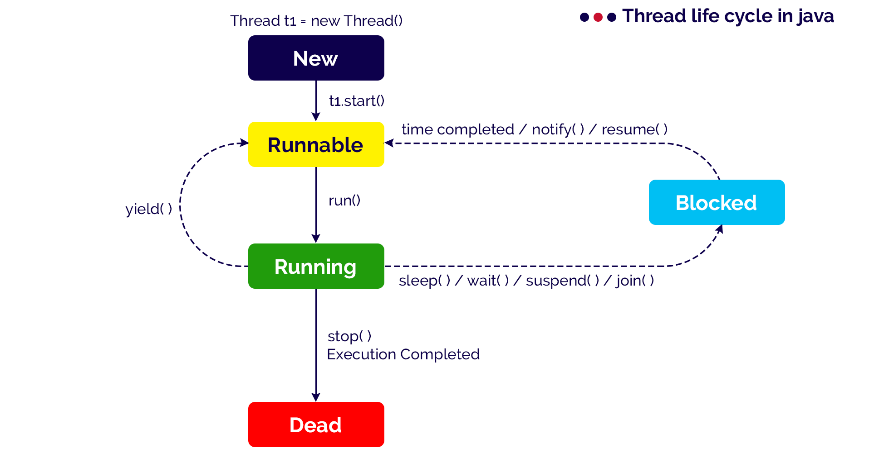 Thread life cycle in java
Thread t1 = new Thread()
New
t1.start()
Runnable
time completed / notify( ) / resume( )
Blocked
yield( )
run()
Running
sleep( ) / wait( ) / suspend( ) / join( )
stop( )
Execution Completed
Dead